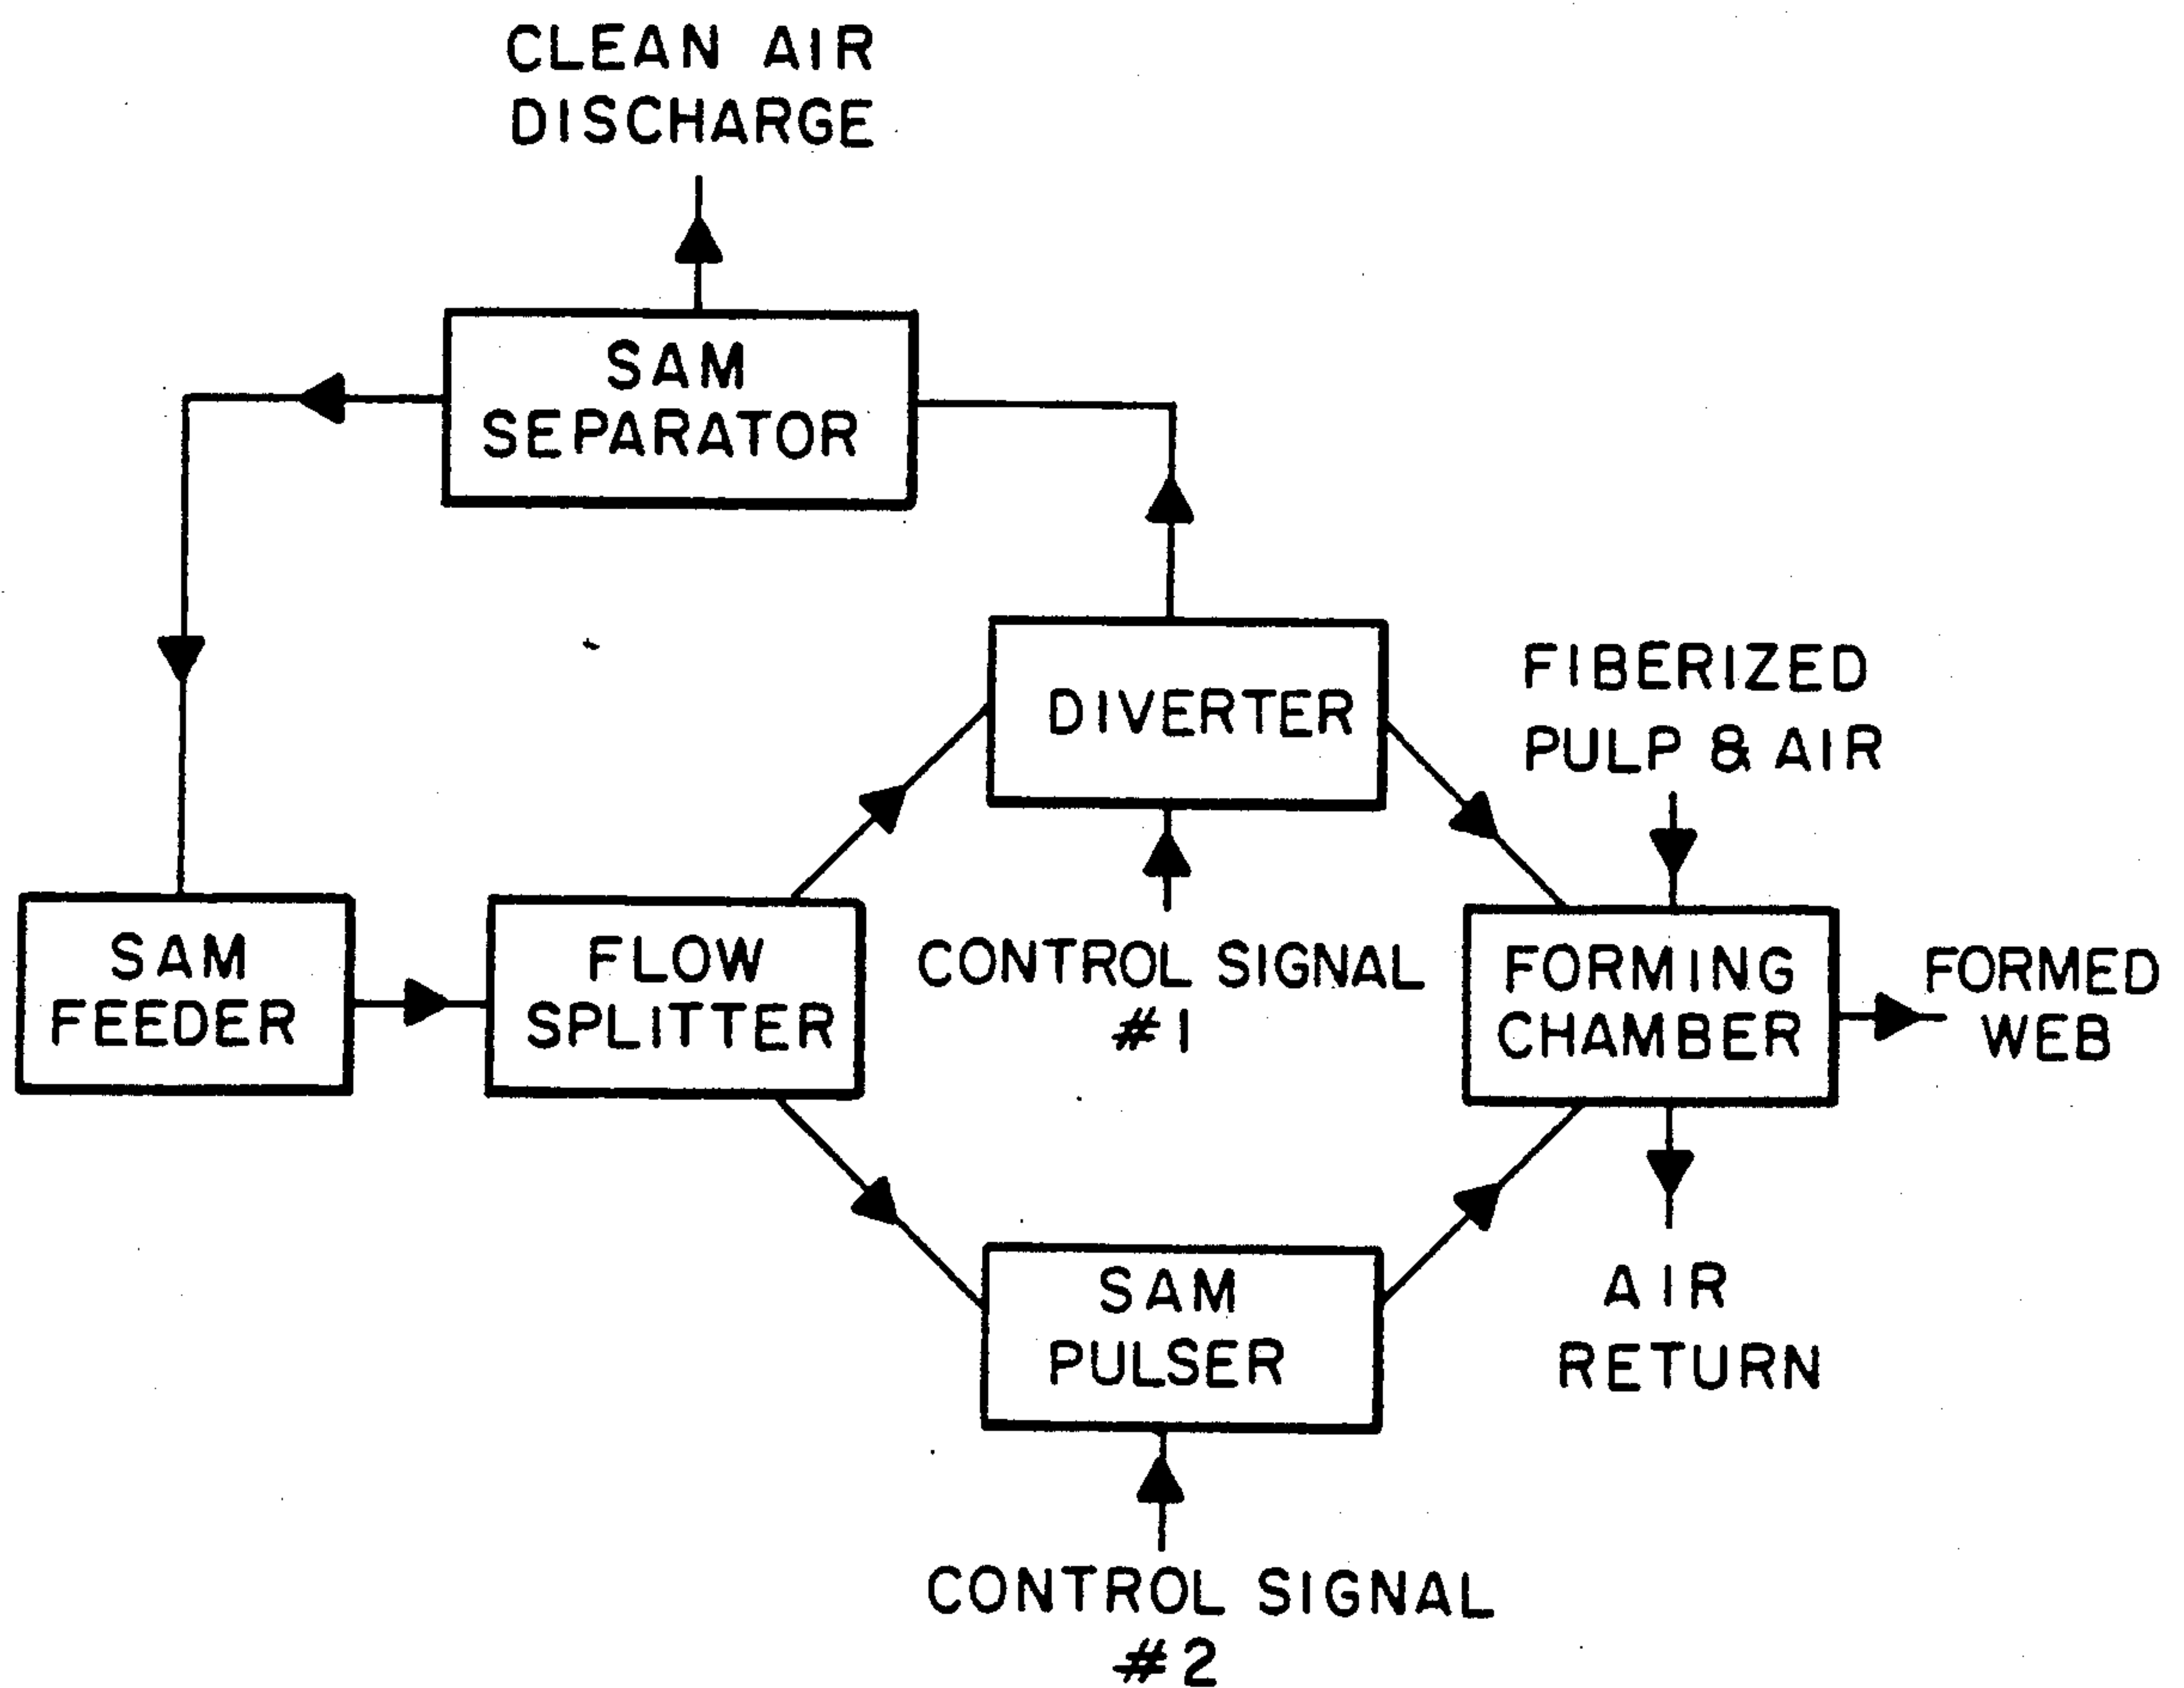 CLEAN AIR
DISCHARGE
SAM
SEPARATOR
DIVERTER
FIBERIZED
PULP & AIR
SAM
FEEDER
FLOW
SPLITTER
CONTROL SIGNAL
#1
FORMING
CHAMBER
FORMED
WEB
SAM
PULSER
AIR
RETURN
CONTROL SIGNAL
#2